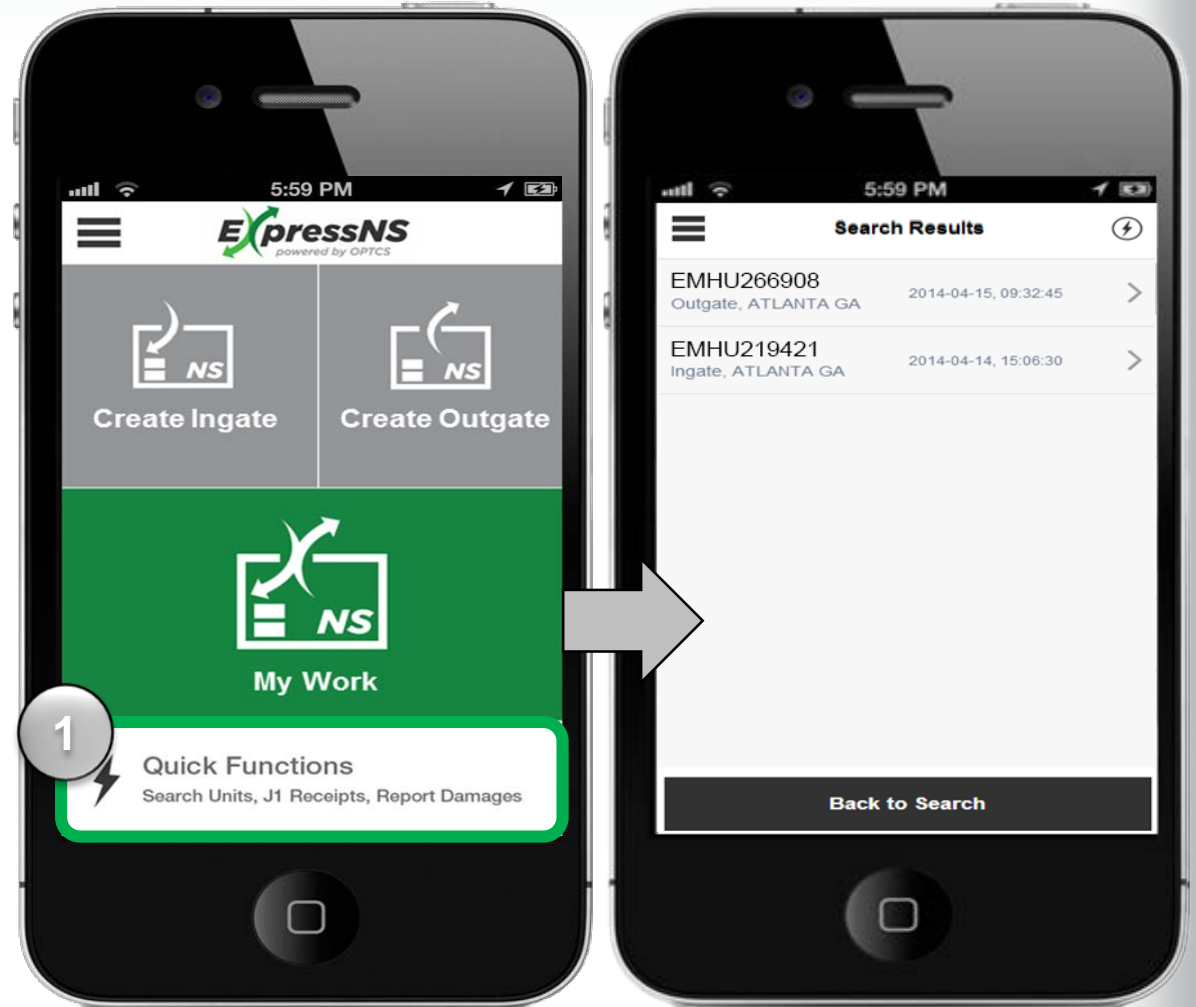 5:59 PM
ExpressNS
powered by OPTCS
NS
NS
Create Ingate
Create Outgate
NS
My Work
1
Quick Functions
Search Units, J1 Receipts, Report Damages
5:59 PM
Search Results
EMHU266908
Outgate, ATLANTA GA
2014-04-15, 09:32:45
EMHU219421
Ingate, ATLANTA GA
2014-04-14, 15:06:30
Back to Search